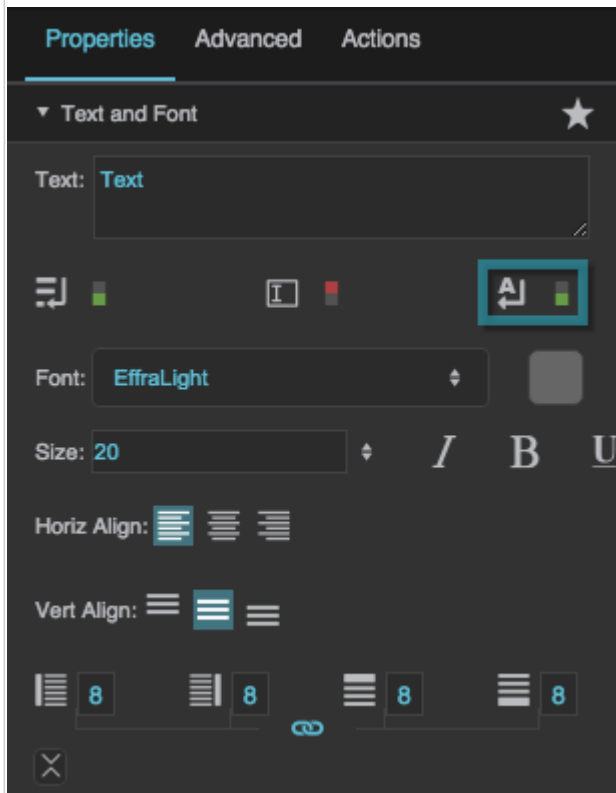 Properties Advanced Actions
Text and Font
Text: Text
A
Font: EffraLight
Size: 20 I B U
Horiz Align:
Vert Align:
8 8 8 8